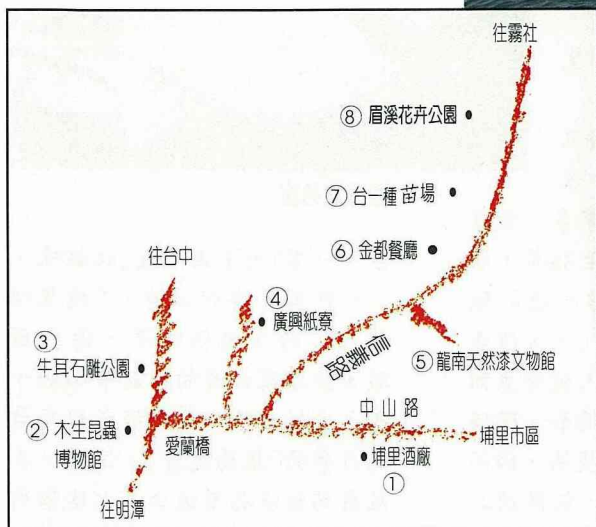 往霧社
⑧ 眉溪花卉公園
⑦ 台一種苗場
⑥ 金都餐廳
往台中
④
廣興紙寮
③
牛耳石雕公園
信義路
⑤ 龍南天然漆文物館
中山路
② 木生昆蟲
博物館
愛蘭橋
埔里市區
埔里酒廠
①
往明潭